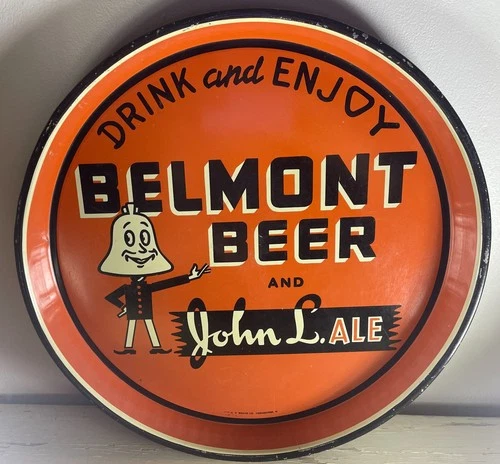 DRINK and ENJOY
BELMONT
BEER
AND
John L. ALE